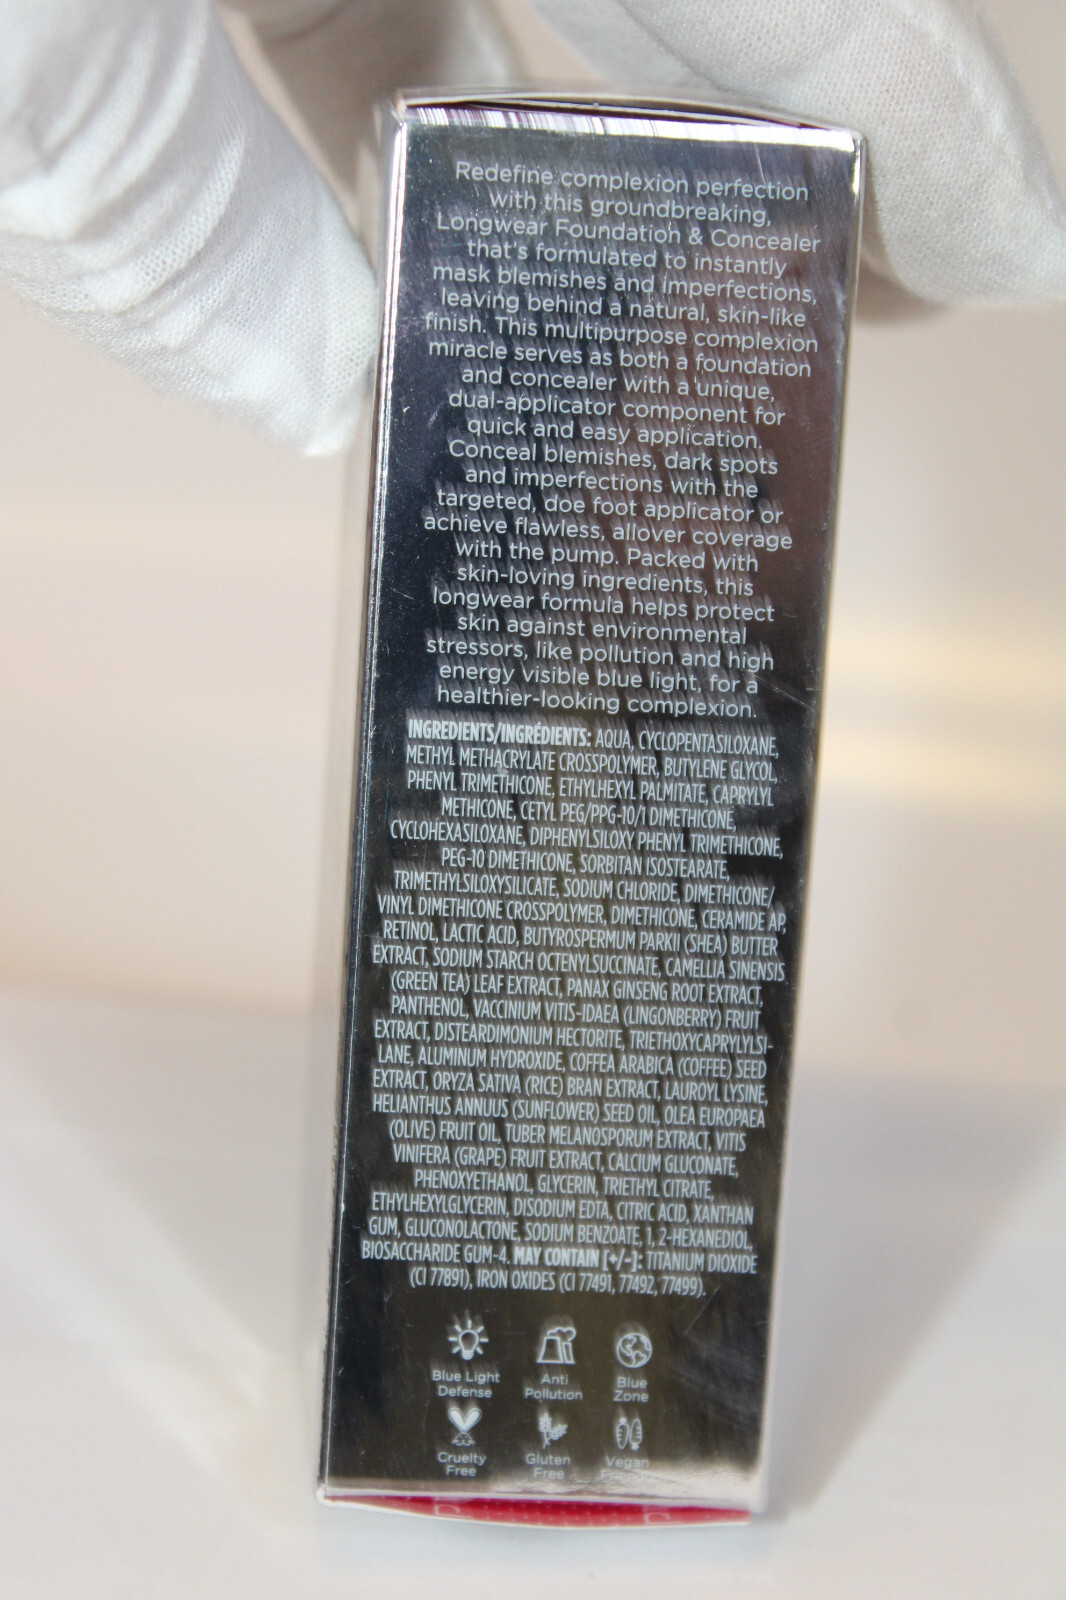 Redefine complexion perfection
with this groundbreaking,
Longwear Foundation & Concealer
that's formulated to instantly
mask blemishes and imperfections,
leaving behind a natural, skin-like
finish. This multipurpose complexion
miracle serves as both a foundation
and concealer with a unique,
dual-applicator component for
quick and easy application.
Conceal blemishes, dark spots
and imperfections with the
targeted, doe foot applicator or
achieve flawless, allover coverage
with the pump. Packed with
skin-loving ingredients, this
longwear formula helps protect
skin against environmental
stressors, like pollution and high
energy visible blue light, for a
healthier-looking complexion.
INGREDIENTS/INGRÉDIENTS: AQUA, CYCLOPENTASILOXANE,
METHYL METHACRYLATE CROSSPOLYMER, BUTYLENE GLYCOL,
PHENYL TRIMETHICONE, ETHYLHEXYL PALMITATE, CAPRYLYL
METHICONE, CETYL PEG/PPG-10/1 DIMETHICONE,
CYCLOHEXASILOXANE, DIPHENYLSILOXY PHENYL TRIMETHICONE,
PEG-10 DIMETHICONE, SORBITAN ISOSTEARATE,
TRIMETHYLSILOXYSILICATE, SODIUM CHLORIDE, DIMETHICONE/
VINYL DIMETHICONE CROSSPOLYMER, DIMETHICONE, CERAMIDE AP,
RETINOL, LACTIC ACID, BUTYROSPERMUM PARKII (SHEA) BUTTER
EXTRACT, SODIUM STARCH OCTENYLSUCCINATE, CAMELLIA SINENSIS
(GREEN TEA) LEAF EXTRACT, PANAX GINSENG ROOT EXTRACT,
PANTHENOL, VACCINIUM VITIS-IDAEA (LINGONBERRY) FRUIT
EXTRACT, DISTEARDIMONIUM HECTORITE, TRIETHOXYCAPRYLYLSI-
LANE, ALUMINUM HYDROXIDE, COFFEA ARABICA (COFFEE) SEED
EXTRACT, ORYZA SATIVA (RICE) BRAN EXTRACT, LAUROYL LYSINE,
HELIANTHUS ANNUUS (SUNFLOWER) SEED OIL, OLEA EUROPAEA
(OLIVE) FRUIT OIL, TUBER MELANOSPORUM EXTRACT, VITIS
VINIFERA (GRAPE) FRUIT EXTRACT, CALCIUM GLUCONATE,
PHENOXYETHANOL, GLYCERIN, TRIETHYL CITRATE,
ETHYLHEXYLGLYCERIN, DISODIUM EDTA, CITRIC ACID, XANTHAN
GUM, GLUCONOLACTONE, SODIUM BENZOATE, 1, 2-HEXANEDIOL,
BIOSACCHARIDE GUM-4. MAY CONTAIN [+/-]: TITANIUM DIOXIDE
(CI 77891), IRON OXIDES (CI 77491, 77492, 77499).
Blue Light
Defense
Anti
Pollution
Blue
Zone
Cruelty
Free
Gluten
Free
Vegan